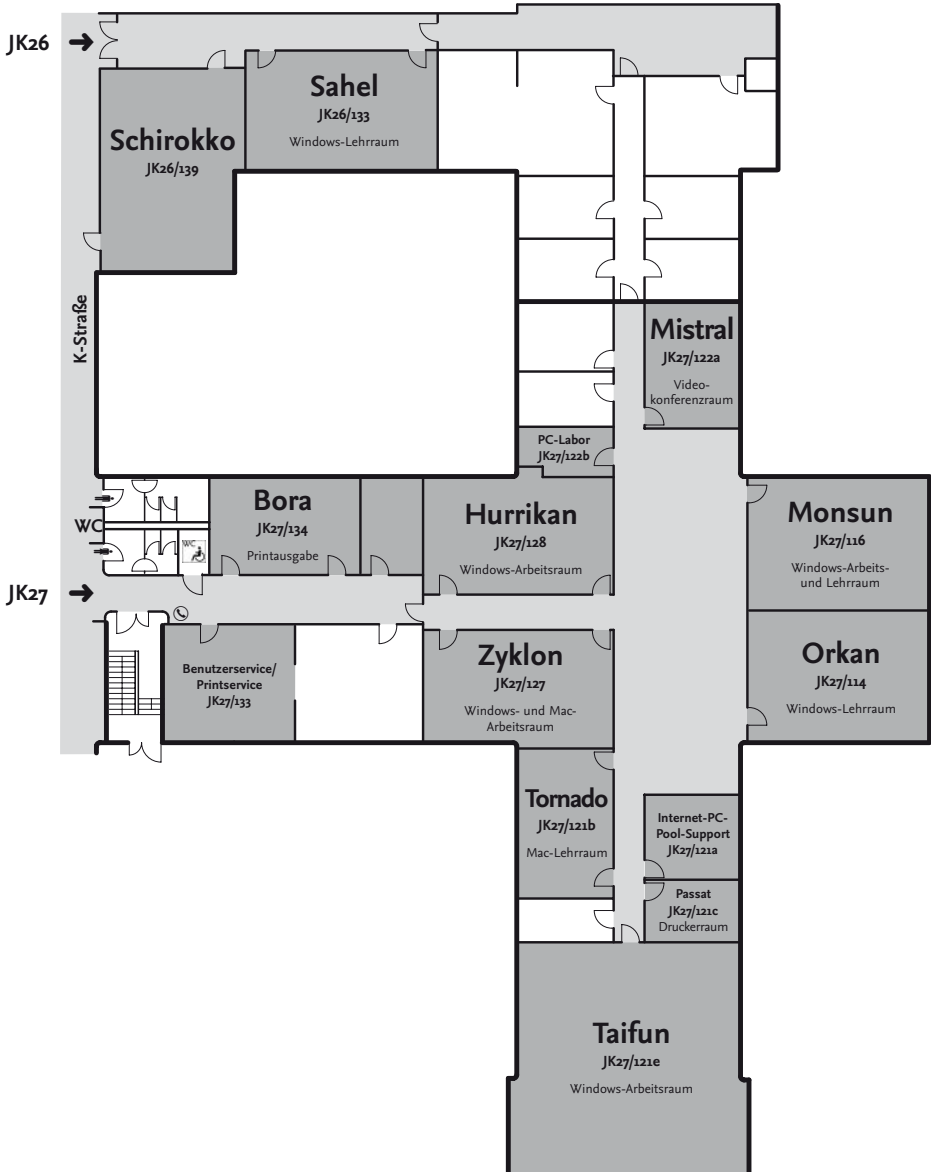 JK26
Sahel
JK26/133
Windows-Lehrraum
Schirokko
JK26/139
K-Straße
Mistral
JK27/122a
Video-
konferenzraum
PC-Labor
JK27/122b
Bora
JK27/134
Printausgabe
Hurrikan
JK27/128
Windows-Arbeitsraum
Monsun
JK27/116
Windows-Arbeits-
und Lehrraum
WC
WC
JK27
Benutzerservice/
Printservice
JK27/133
Zyklon
JK27/127
Windows- und Mac-
Arbeitsraum
Orkan
JK27/114
Windows-Lehrraum
Tornado
JK27/121b
Mac-Lehrraum
Internet-PC-
Pool-Support
JK27/121a
Passat
JK27/121c
Druckerraum
Taifun
JK27/121e
Windows-Arbeitsraum